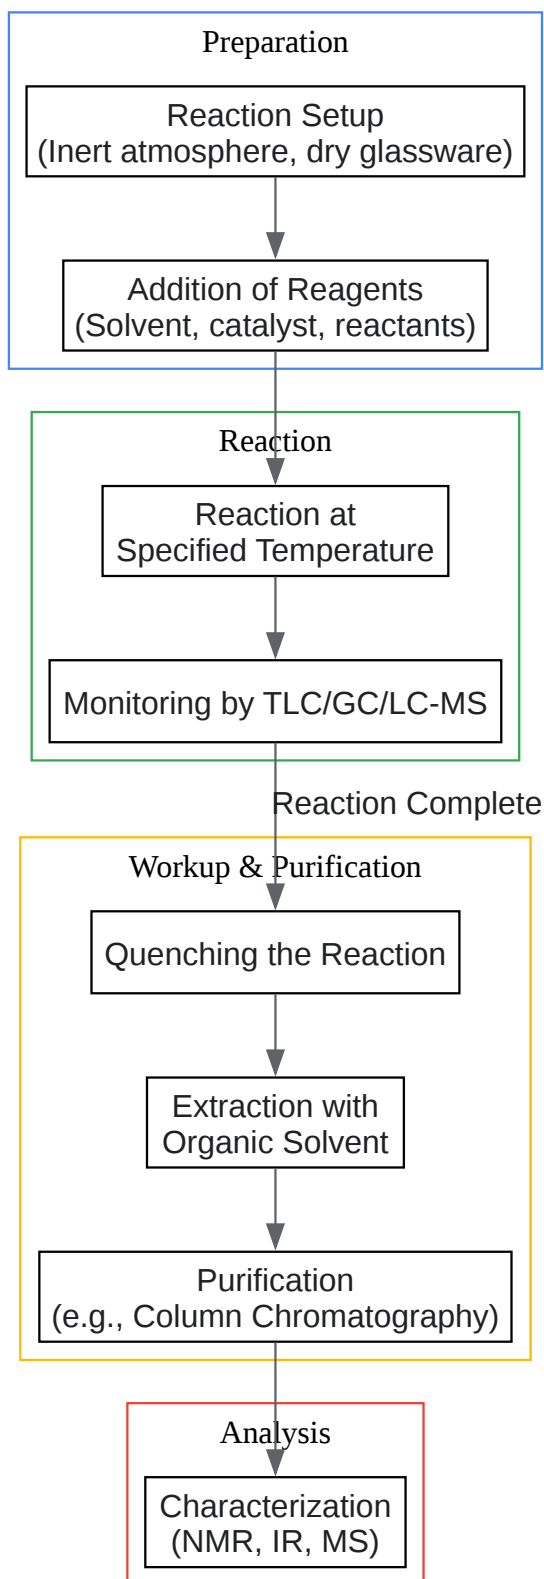 Preparation
Reaction Setup
(Inert atmosphere, dry glassware)
Addition of Reagents
(Solvent, catalyst, reactants)
Reaction
Reaction at
Specified Temperature
Monitoring by TLC/GC/LC-MS
Reaction Complete
Workup & Purification
Quenching the Reaction
Extraction with
Organic Solvent
Purification
(e.g., Column Chromatography)
Analysis
Characterization
(NMR, IR, MS)